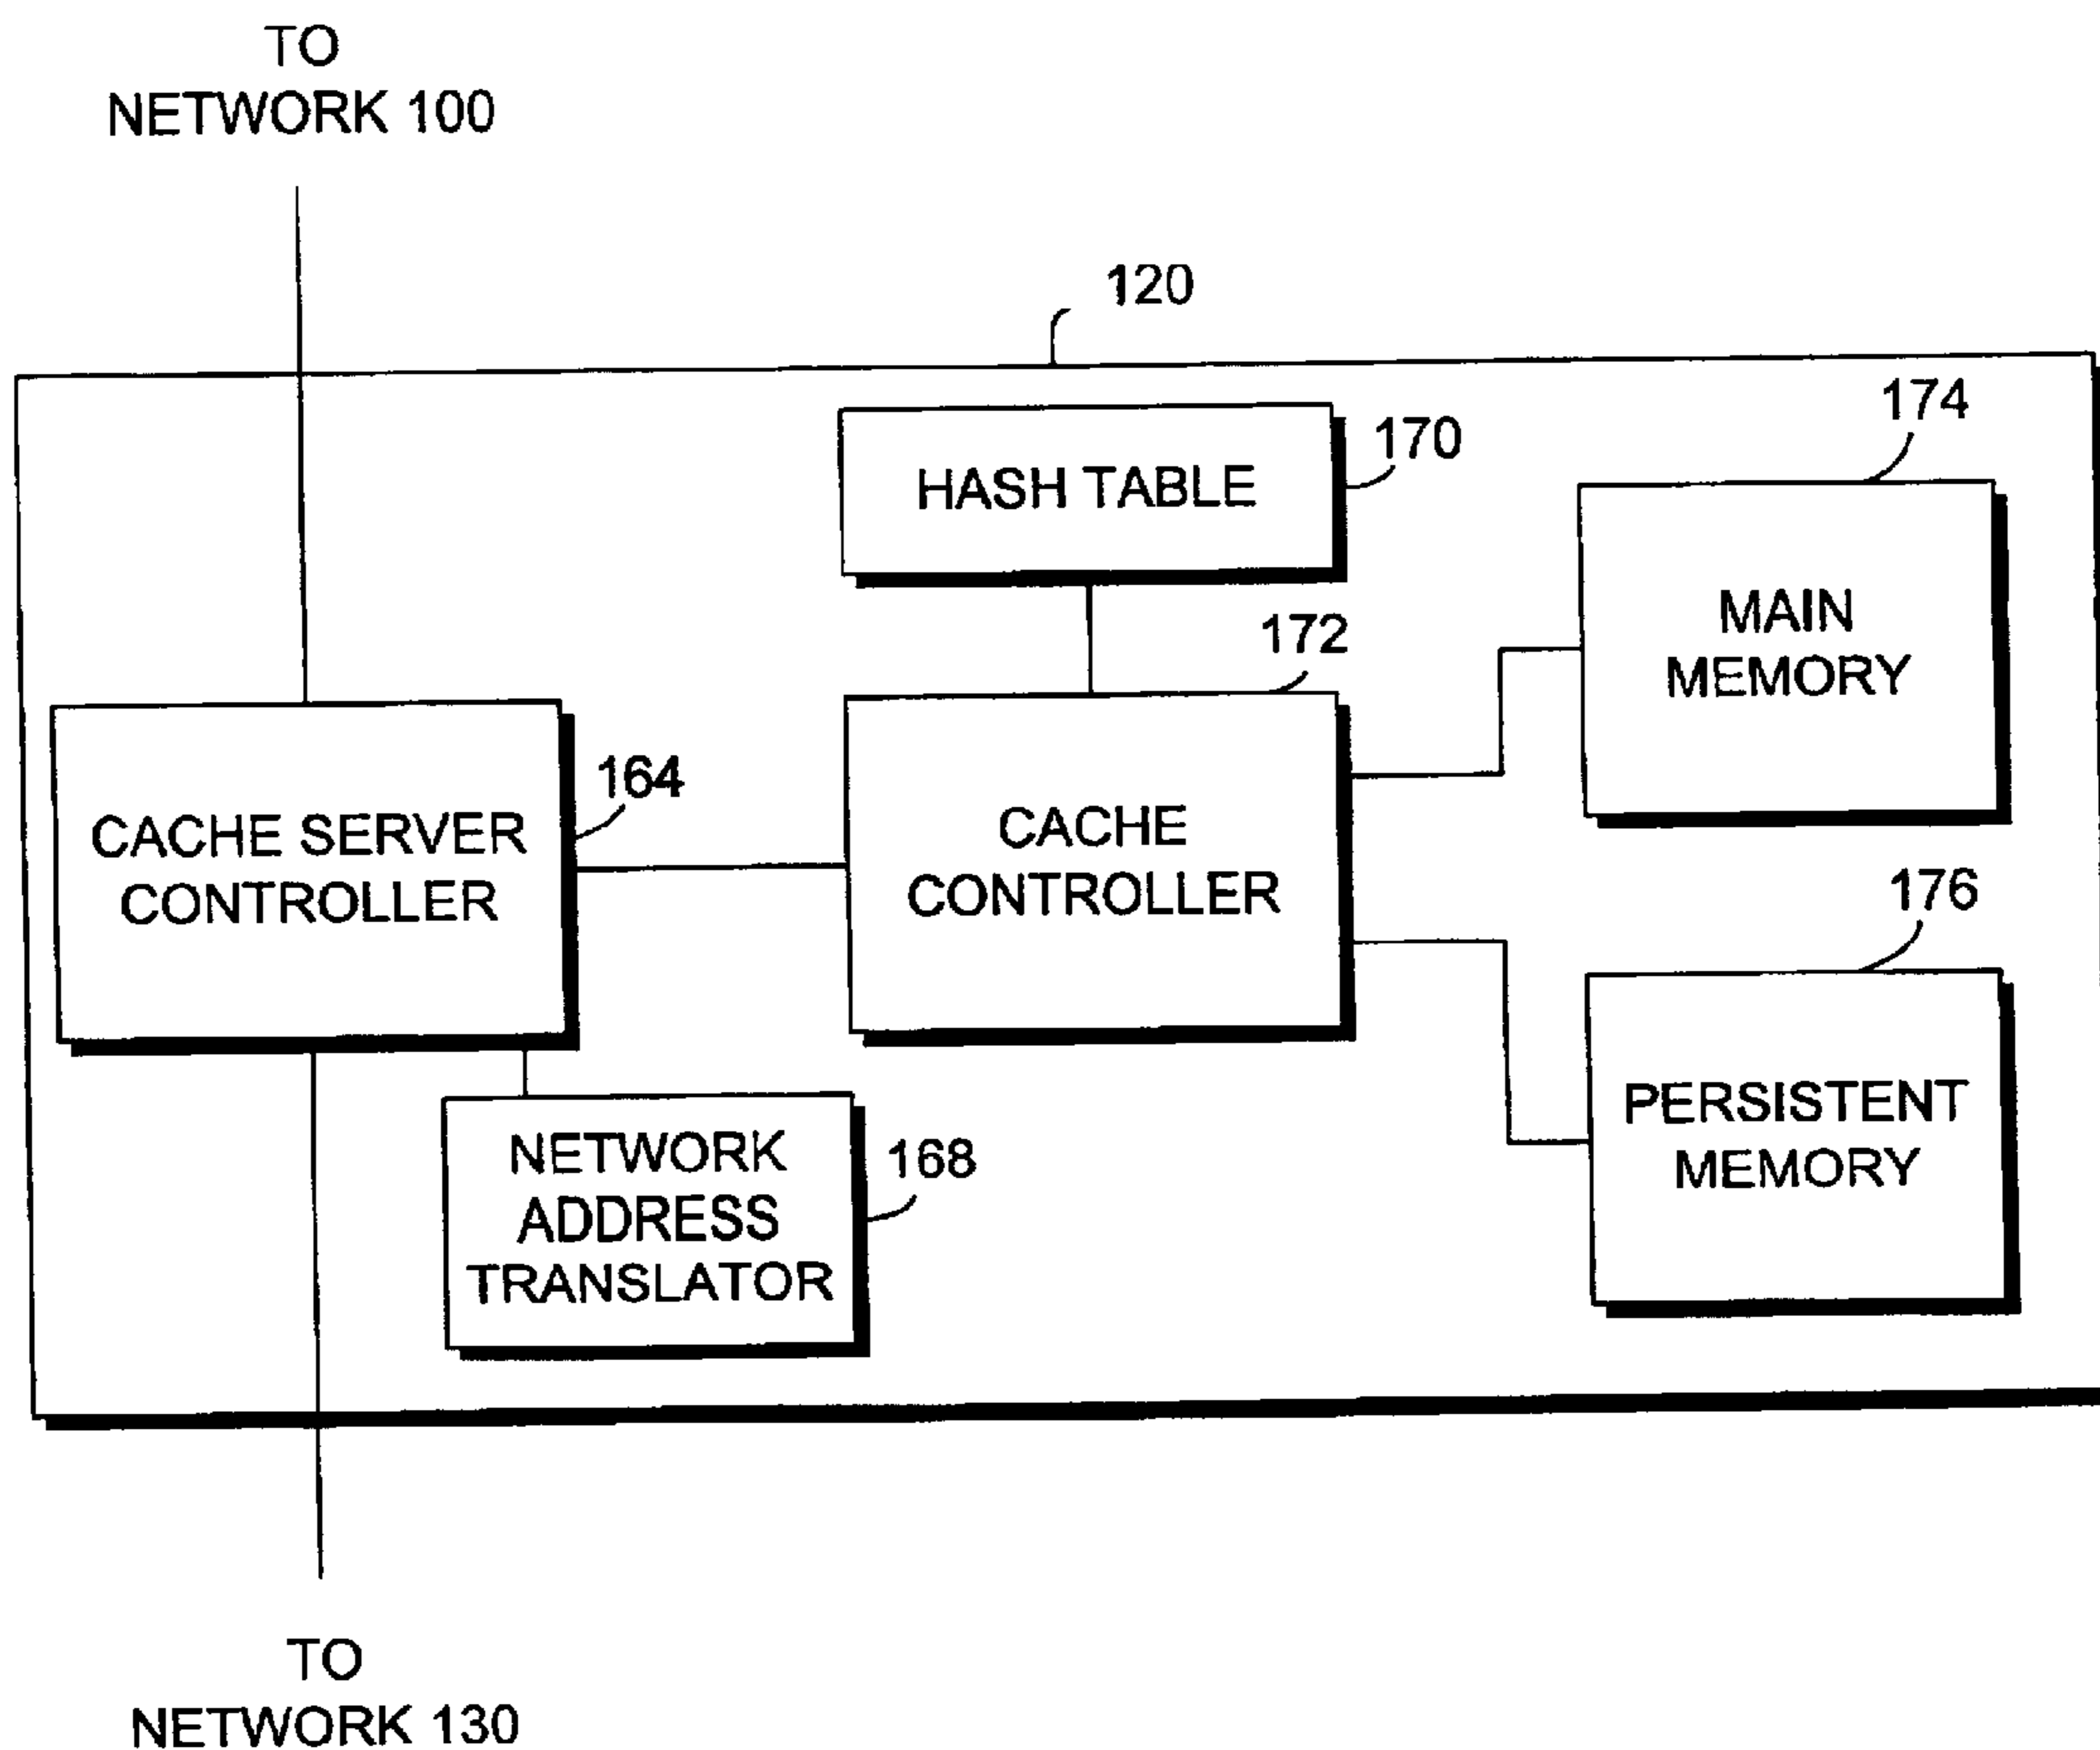 TO
NETWORK 100
120
HASH TABLE
170
174
MAIN
MEMORY
172
CACHE SERVER
CONTROLLER
164
CACHE
CONTROLLER
176
PERSISTENT
MEMORY
NETWORK
ADDRESS
TRANSLATOR
168
TO
NETWORK 130